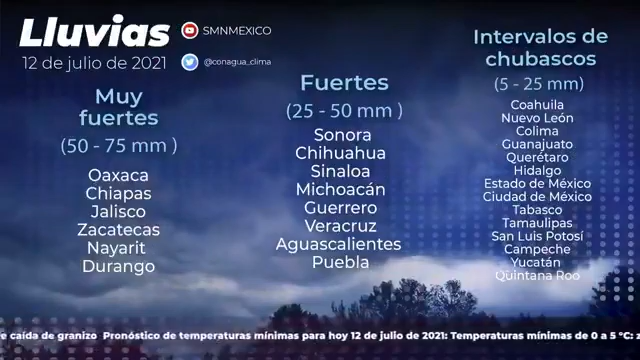 Lluvias
SMNMEXICO
12 de julio de 2021
@conagua_clima
Muy
fuertes
(50 - 75 mm )
Oaxaca
Chiapas
Jalisco
Zacatecas
Nayarit
Durango
Fuertes
(25 - 50 mm )
Sonora
Chihuahua
Sinaloa
Michoacán
Guerrero
Veracruz
Aguascalientes
Puebla
Intervalos de
chubascos
(5 - 25 mm)
Coahuila
Nuevo León
Colima
Guanajuato
Querétaro
Hidalgo
Estado de México
Ciudad de México
Tabasco
Tamaulipas
San Luis Potosí
Campeche
Yucatán
Quintana Roo
e caída de granizo Pronóstico de temperaturas mínimas para hoy 12 de julio de 2021: Temperaturas mínimas de 0 a 5 °C: